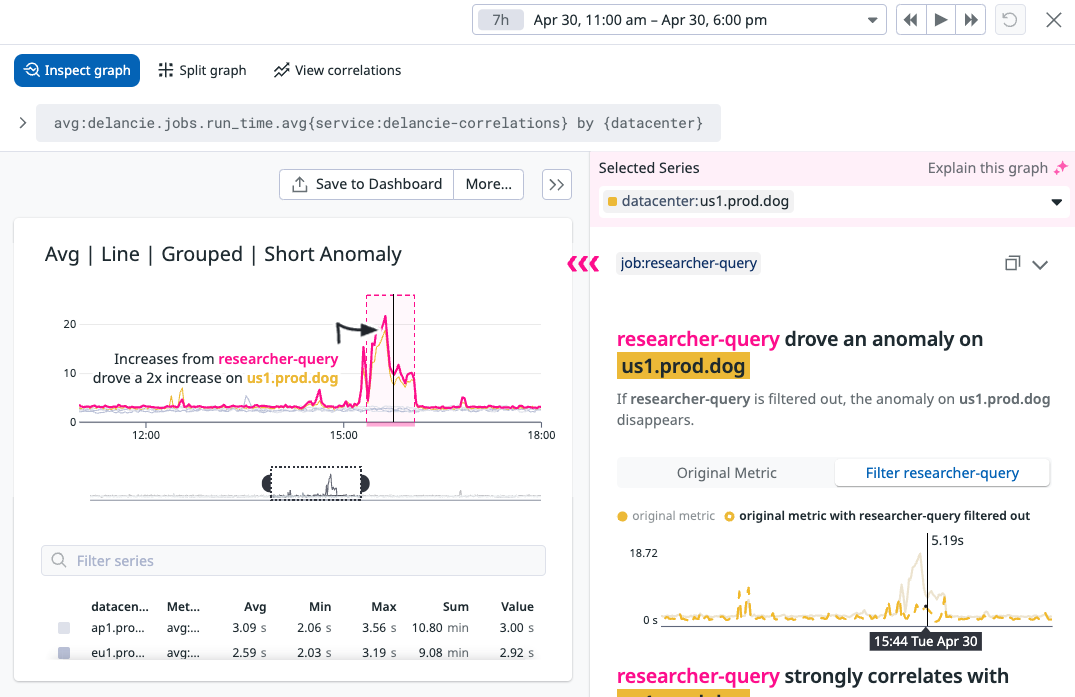 7h Apr 30, 11:00 am – Apr 30, 6:00 pm
Inspect graph Split graph View correlations
avg:delancie.jobs.run_time.avg{service:delancie-correlations} by {datacenter}
Save to Dashboard More...
Avg | Line | Grouped | Short Anomaly
20
10
0
Increases from researcher-query
drove a 2x increase on us1.prod.dog
12:00 15:00 18:00
Filter series
datacen... Met... Avg Min Max Sum Value
ap1.pro... avg:... 3.09 s 2.06 s 3.56 s 10.80 min 3.00 s
eu1.pro... avg:... 2.59 s 2.03 s 3.19 s 9.08 min 2.92 s
Selected Series Explain this graph
datacenter:us1.prod.dog
job:researcher-query
researcher-query drove an anomaly on
us1.prod.dog
If researcher-query is filtered out, the anomaly on us1.prod.dog
disappears.
Original Metric Filter researcher-query
original metric original metric with researcher-query filtered out
5.19s
18.72
0 s
15:44 Tue Apr 30
researcher-query strongly correlates with